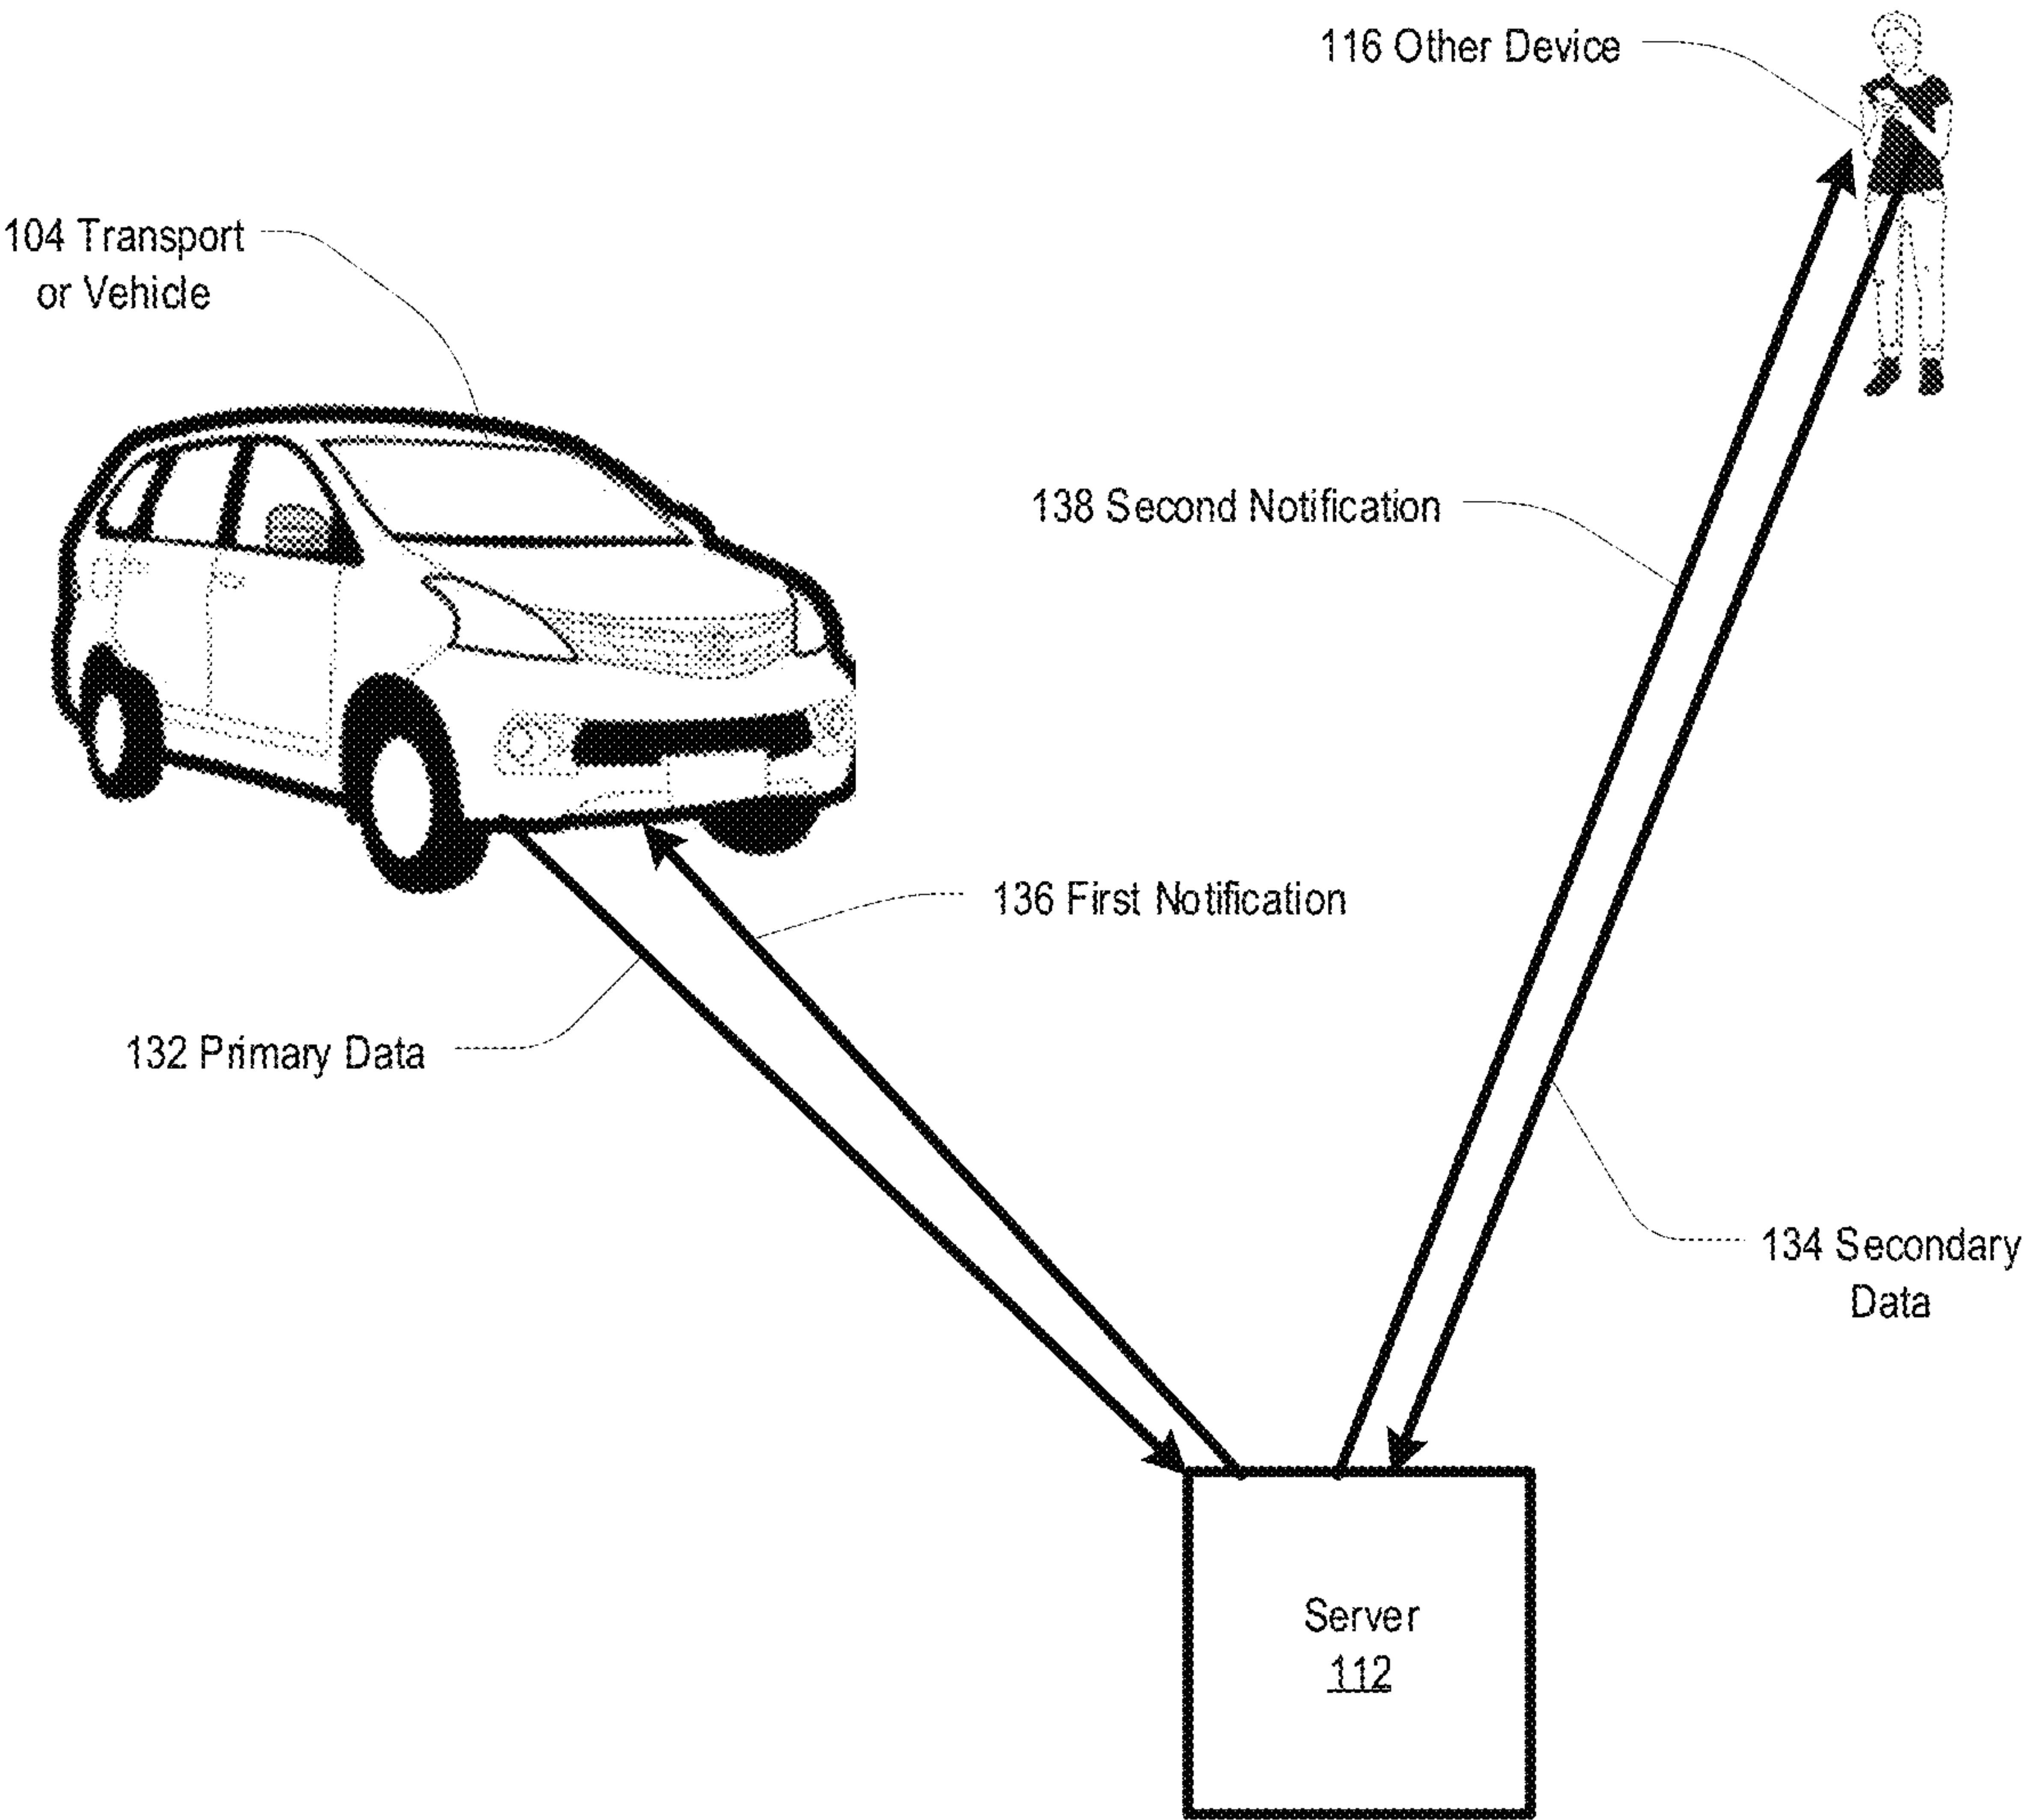 116 Other Device
104 Transport
or Vehicle
138 Second Notification
136 First Notification
132 Primary Data
134 Secondary
Data
Server
112